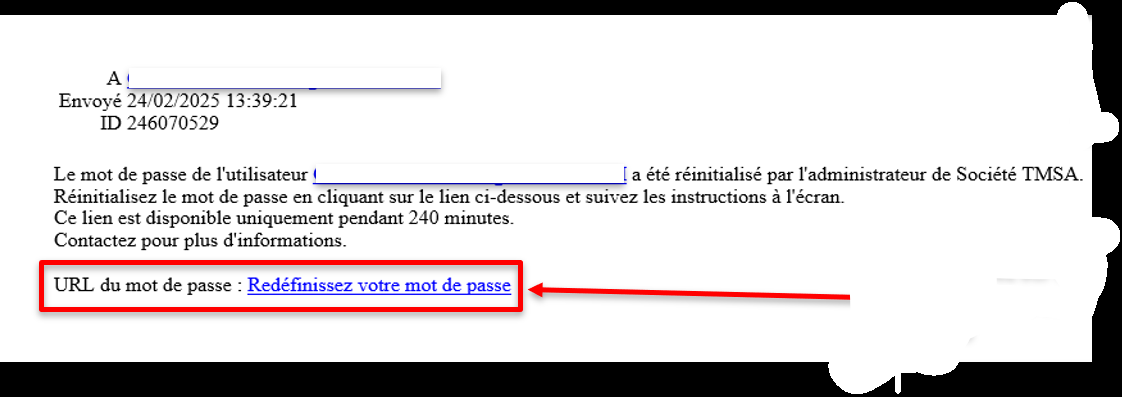 A
Envoyé 24/02/2025 13:39:21
ID 246070529
Le mot de passe de l'utilisateur a été réinitialisé par l'administrateur de Société TMSA.
Réinitialisez le mot de passe en cliquant sur le lien ci-dessous et suivez les instructions à l'écran.
Ce lien est disponible uniquement pendant 240 minutes.
Contactez pour plus d'informations.
URL du mot de passe : Redéfinissez votre mot de passe